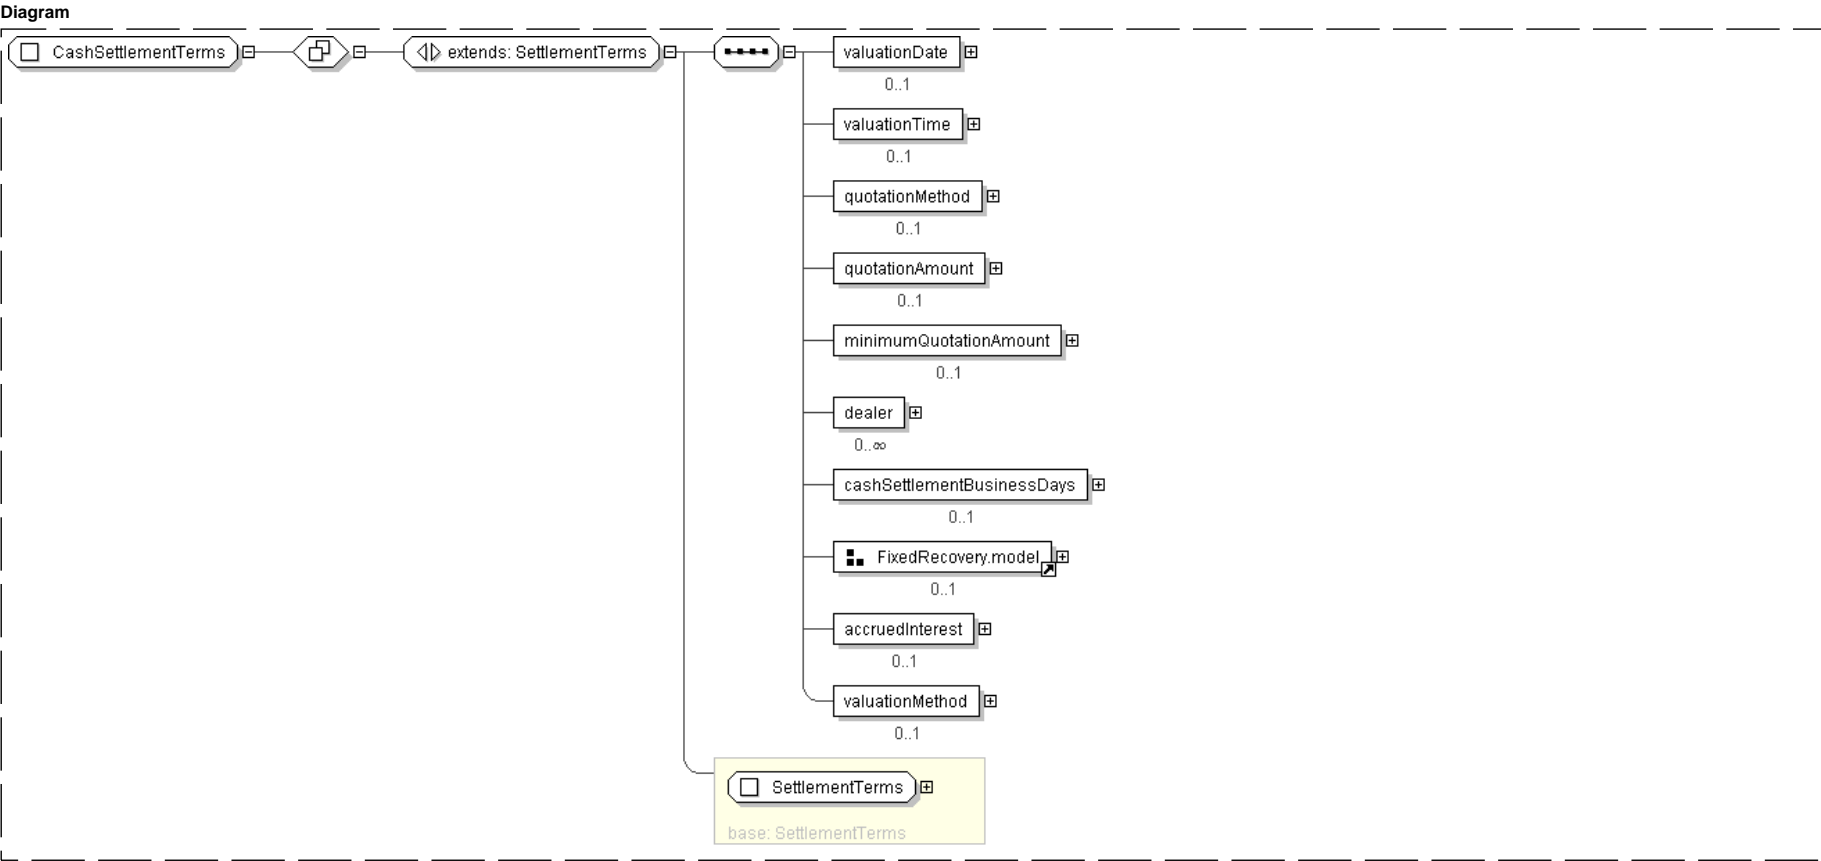 Diagram
CashSettlementTerms
extends: SettlementTerms
valuationDate
0..1
valuationTime
0..1
quotationMethod
0..1
quotationAmount
0..1
minimumQuotationAmount
0..1
dealer
0..∞
cashSettlementBusinessDays
0..1
FixedRecovery.model
0..1
accruedInterest
0..1
valuationMethod
0..1
SettlementTerms
base: SettlementTerms